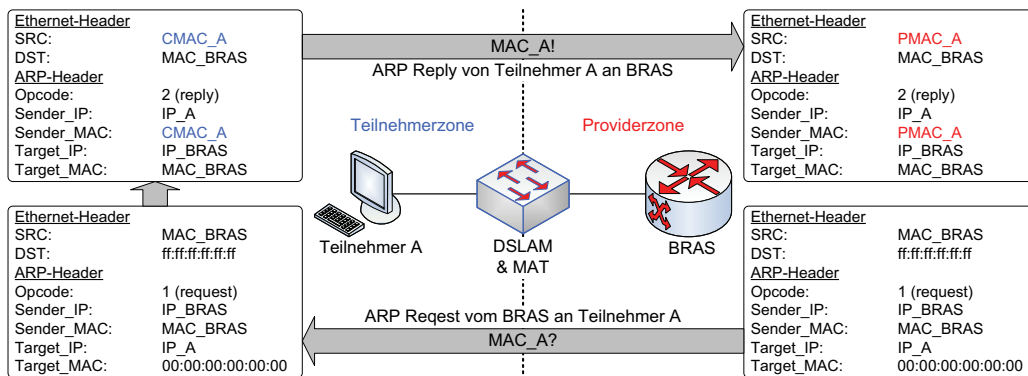 Ethernet-Header
SRC: CMAC_A
DST: MAC_BRAS
ARP-Header
Opcode: 2 (reply)
Sender_IP: IP_A
Sender_MAC: CMAC_A
Target_IP: IP_BRAS
Target_MAC: MAC_BRAS
MAC_A!
ARP Reply von Teilnehmer A an BRAS
Ethernet-Header
SRC: PMAC_A
DST: MAC_BRAS
ARP-Header
Opcode: 2 (reply)
Sender_IP: IP_A
Sender_MAC: PMAC_A
Target_IP: IP_BRAS
Target_MAC: MAC_BRAS
Teilnehmerzone
Providerzone
Teilnehmer A
DSLAM
& MAT
BRAS
Ethernet-Header
SRC: MAC_BRAS
DST: ff:ff:ff:ff:ff:ff
ARP-Header
Opcode: 1 (request)
Sender_IP: IP_BRAS
Sender_MAC: MAC_BRAS
Target_IP: IP_A
Target_MAC: 00:00:00:00:00:00
ARP Reqest vom BRAS an Teilnehmer A
MAC_A?
Ethernet-Header
SRC: MAC_BRAS
DST: ff:ff:ff:ff:ff:ff
ARP-Header
Opcode: 1 (request)
Sender_IP: IP_BRAS
Sender_MAC: MAC_BRAS
Target_IP: IP_A
Target_MAC: 00:00:00:00:00:00